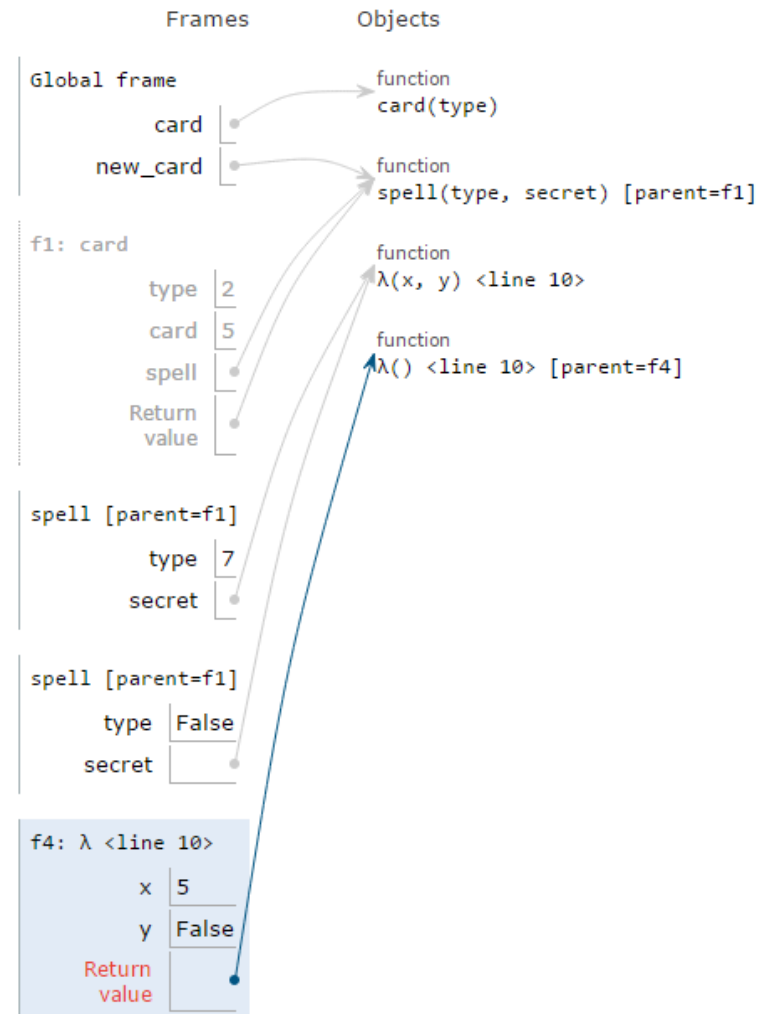 Frames Objects
Global frame
card
new_card
function
card(type)
function
spell(type, secret) [parent=f1]
function
λ(x, y) <line 10>
function
λ() <line 10> [parent=f4]
f1: card
type 2
card 5
spell
Return
value
spell [parent=f1]
type 7
secret
spell [parent=f1]
type False
secret
f4: λ <line 10>
x 5
y False
Return
value